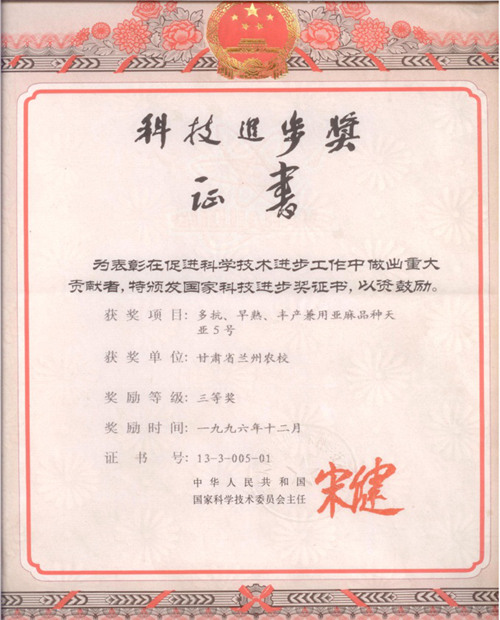 科技進步奖
证書
为表彰在促进科学技术进步工作中做出重大
贡献者，特颁发国家科技进步奖证书，以资鼓励。
获奖项目：多抗、早熟、丰产兼用亚麻品种天
亚5号
获奖单位：甘肃省兰州农校
奖励等级：三等奖
奖励时间：一九九六年十二月
证书号：13-3-005-01
中华人民共和国
国家科学技术委员会主任
宋健